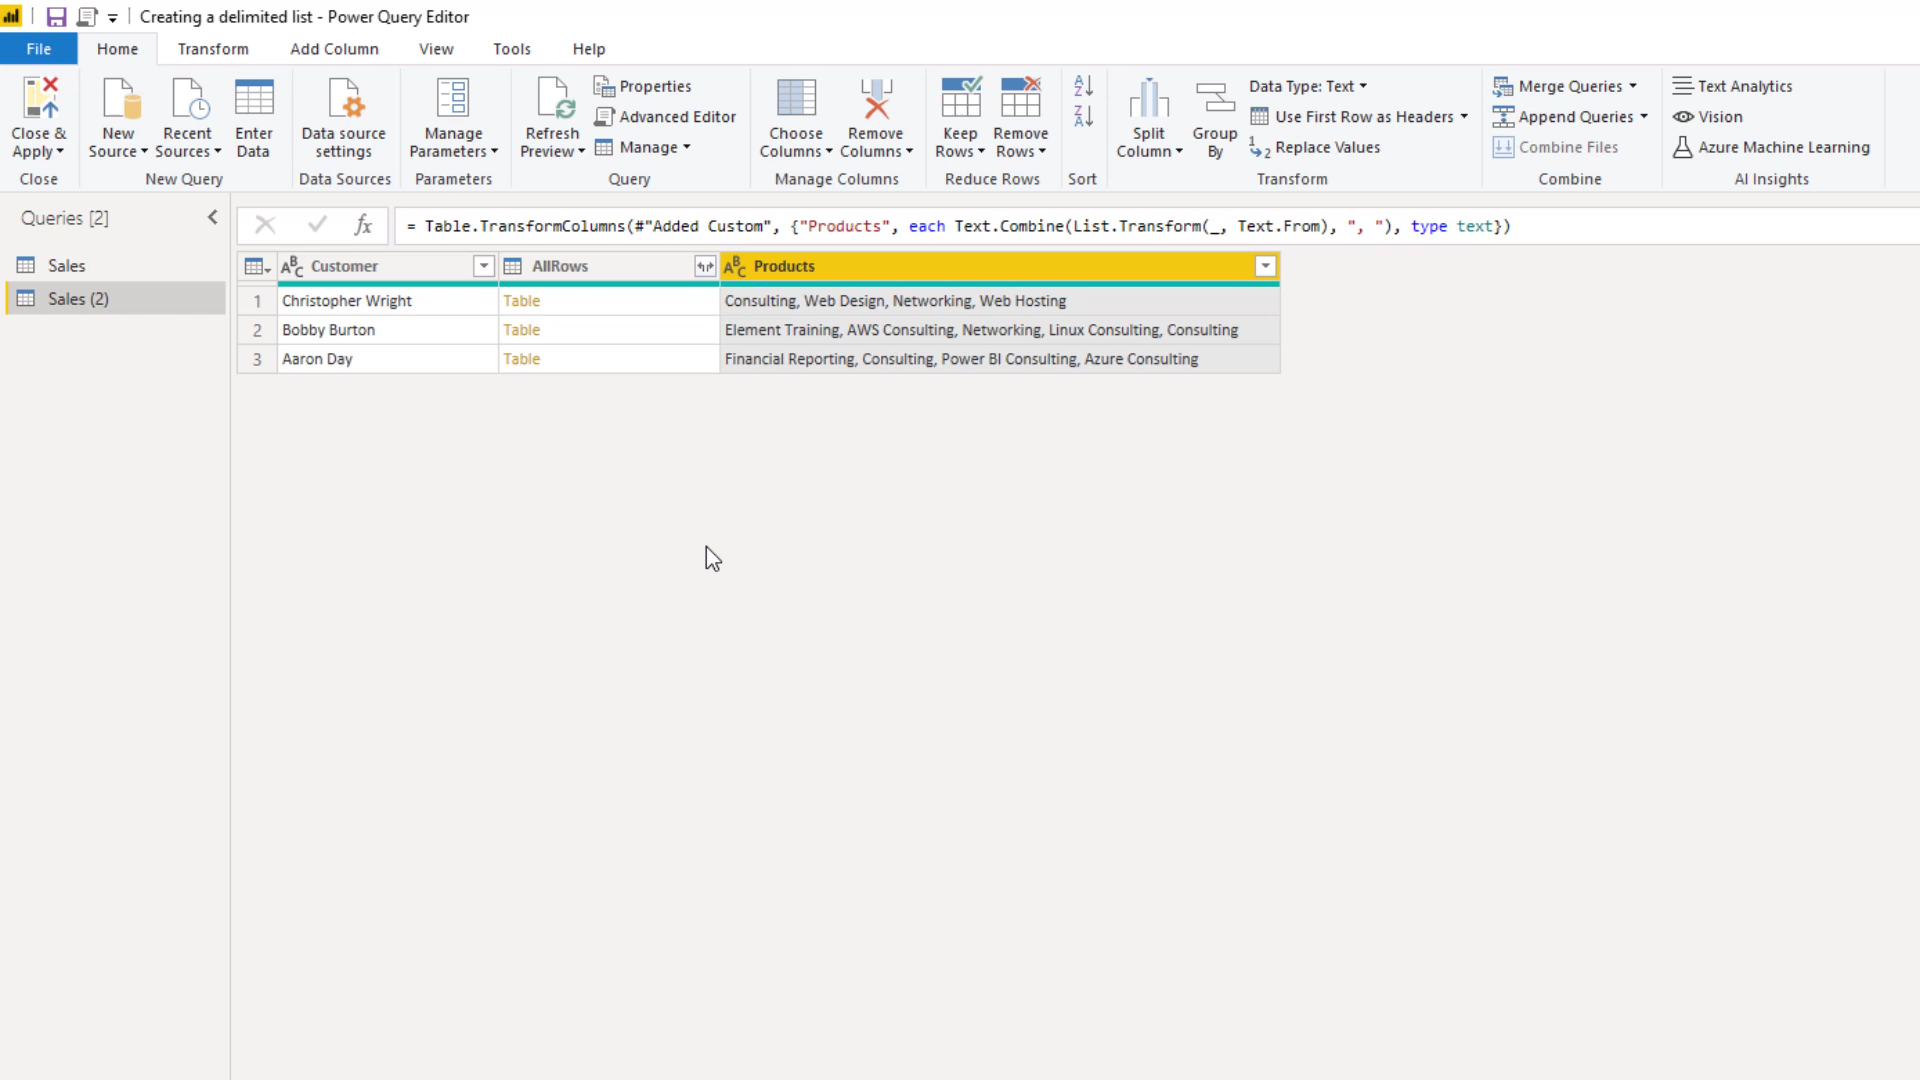 Creating a delimited list - Power Query Editor
File Home Transform Add Column View Tools Help
Close & Apply
New Source
Recent Sources
Enter Data
Data source settings
Manage Parameters
Refresh Preview
Properties
Advanced Editor
Manage
Choose Columns
Remove Columns
Keep Rows
Remove Rows
Split Column
Group By
Data Type: Text
Use First Row as Headers
Replace Values
Merge Queries
Append Queries
Combine Files
Text Analytics
Vision
Azure Machine Learning
Close New Query Data Sources Parameters Query Manage Columns Reduce Rows Sort Transform Combine AI Insights
Queries [2]
Sales
Sales (2)
fx = Table.TransformColumns(#"Added Custom", {"Products", each Text.Combine(List.Transform(_, Text.From), ", "), type text})
Customer AllRows Products
1 Christopher Wright Table Consulting, Web Design, Networking, Web Hosting
2 Bobby Burton Table Element Training, AWS Consulting, Networking, Linux Consulting, Consulting
3 Aaron Day Table Financial Reporting, Consulting, Power BI Consulting, Azure Consulting